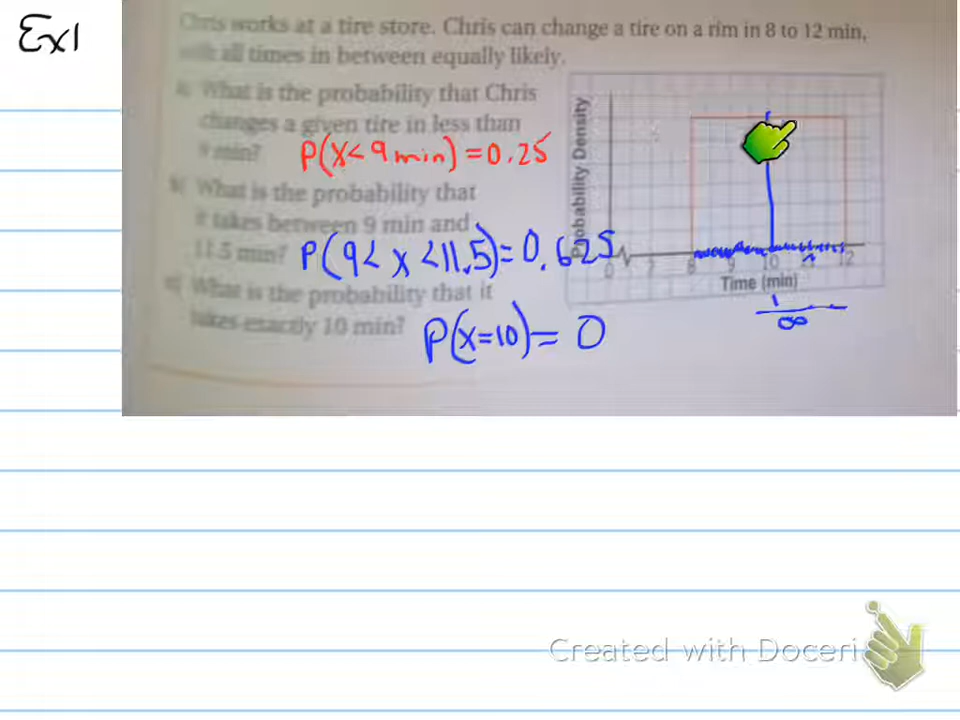 Ex1
Chris works at a tire store. Chris can change a tire on a rim in 8 to 12 min,
with all times in between equally likely.
a) What is the probability that Chris
changes a given tire in less than
9 min?
P(x<9min)=0.25
b) What is the probability that
it takes between 9 min and
11.5 min?
P(9< x <11.5)=0.625
c) What is the probability that it
takes exactly 10 min?
P(x=10)= 0
Probability Density
0 7 8 9 10 11 12
Time (min)
1
∞
Created with Doceri